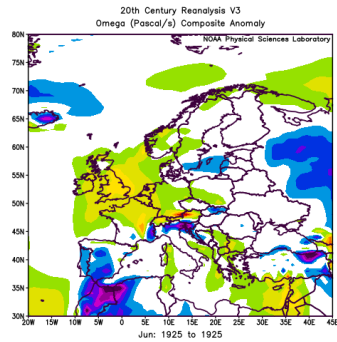 20th Century Reanalysis V3
Omega (Pascal/s) Composite Anomaly
NOAA Physical Sciences Laboratory
80N
75N
70N
65N
60N
55N
50N
45N
40N
35N
30N
20W 15W 10W 5W 0 5E 10E 15E 20E 25E 30E 35E 40E 45E
Jun: 1925 to 1925